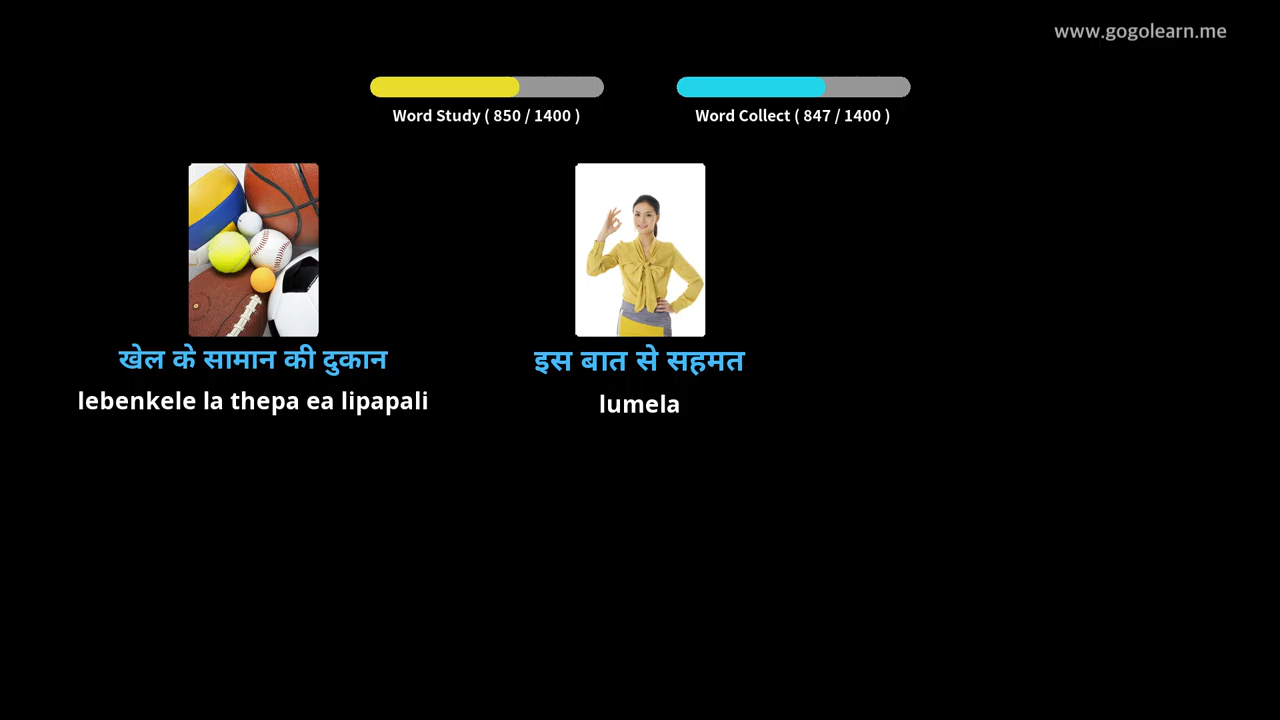 www.gogolearn.me
Word Study ( 850 / 1400 )
Word Collect ( 847 / 1400 )
खेल के सामान की दुकान
lebenkele la thepa ea lipapali
इस बात से सहमत
lumela